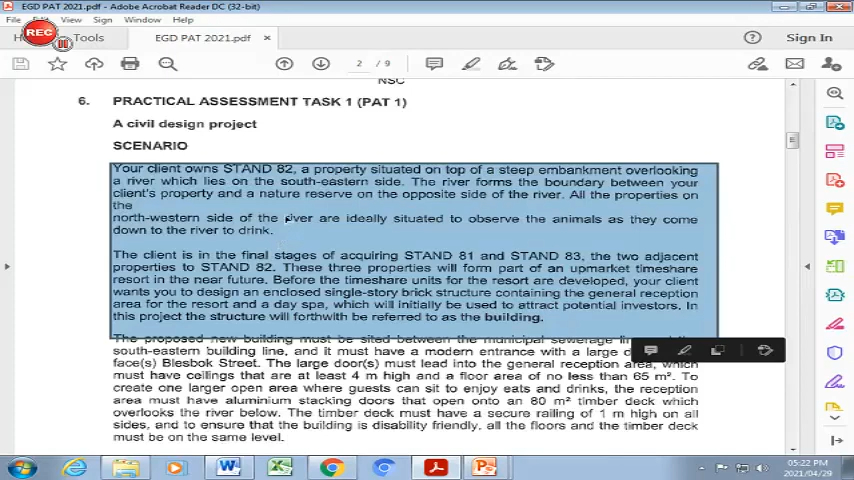 EGD PAT 2021.pdf - Adobe Acrobat Reader DC (32-bit)
File Edit View Sign Window Help
REC
Tools
EGD PAT 2021.pdf ×
Sign In
2 / 9
NSC
6. PRACTICAL ASSESSMENT TASK 1 (PAT 1)
A civil design project
SCENARIO
Your client owns STAND 82, a property situated on top of a steep embankment overlooking
a river which lies on the south-eastern side. The river forms the boundary between your
client's property and a nature reserve on the opposite side of the river. All the properties on
the
north-western side of the river are ideally situated to observe the animals as they come
down to the river to drink.
The client is in the final stages of acquiring STAND 81 and STAND 83, the two adjacent
properties to STAND 82. These three properties will form part of an upmarket timeshare
resort in the near future. Before the timeshare units for the resort are developed, your client
wants you to design an enclosed single-story brick structure containing the general reception
area for the resort and a day spa, which will initially be used to attract potential investors. In
this project the structure will forthwith be referred to as the building.
The proposed new building must be sited between the municipal sewerage
south-eastern building line, and it must have a modern entrance with a large
face(s) Blesbok Street. The large door(s) must lead into the general reception area, which
must have ceilings that are at least 4 m high and a floor area of no less than 65 m². To
create one larger open area where guests can sit to enjoy eats and drinks, the reception
area must have aluminium stacking doors that open onto an 80 m² timber deck which
overlooks the river below. The timber deck must have a secure railing of 1 m high on all
sides, and to ensure that the building is disability friendly, all the floors and the timber deck
must be on the same level.
05:22 PM
2021/04/29